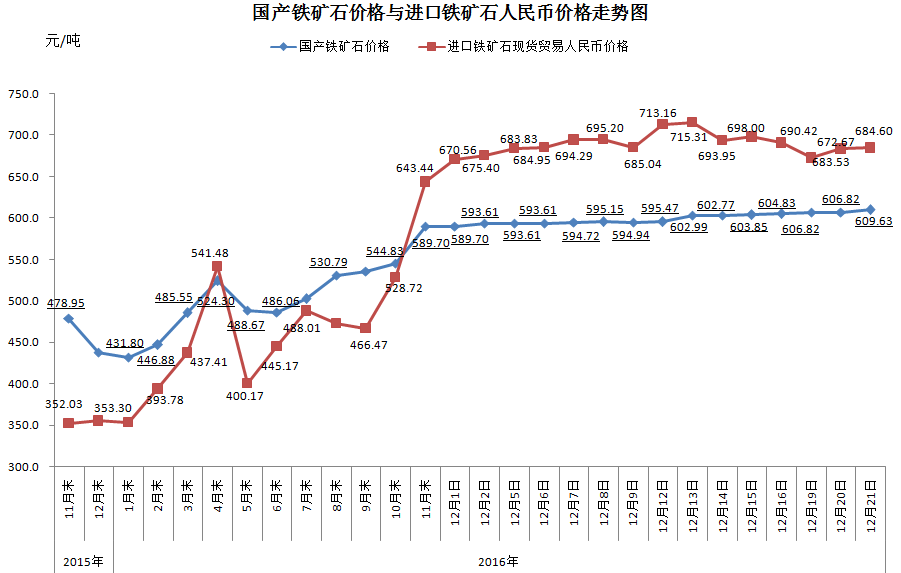 国产铁矿石价格与进口铁矿石人民币价格走势图
元/吨
国产铁矿石价格
进口铁矿石现货贸易人民币价格
750.0
700.0
650.0
600.0
550.0
500.0
450.0
400.0
350.0
300.0
478.95
431.80
446.88
485.55
524.30
488.67
486.06
530.79
544.83
589.70
589.70
593.61
593.61
593.61
594.72
595.15
594.94
595.47
602.99
602.77
603.85
604.83
606.82
606.82
609.63
352.03
353.30
393.78
437.41
541.48
400.17
445.17
488.01
466.47
528.72
643.44
670.56
675.40
683.83
684.95
694.29
695.20
685.04
713.16
715.31
693.95
698.00
690.42
672.67
683.53
684.60
11月末
12月末
1月末
2月末
3月末
4月末
5月末
6月末
7月末
8月末
9月末
10月末
11月末
12月1日
12月2日
12月5日
12月6日
12月7日
12月8日
12月9日
12月12日
12月13日
12月14日
12月15日
12月16日
12月19日
12月20日
12月21日
2015年
2016年